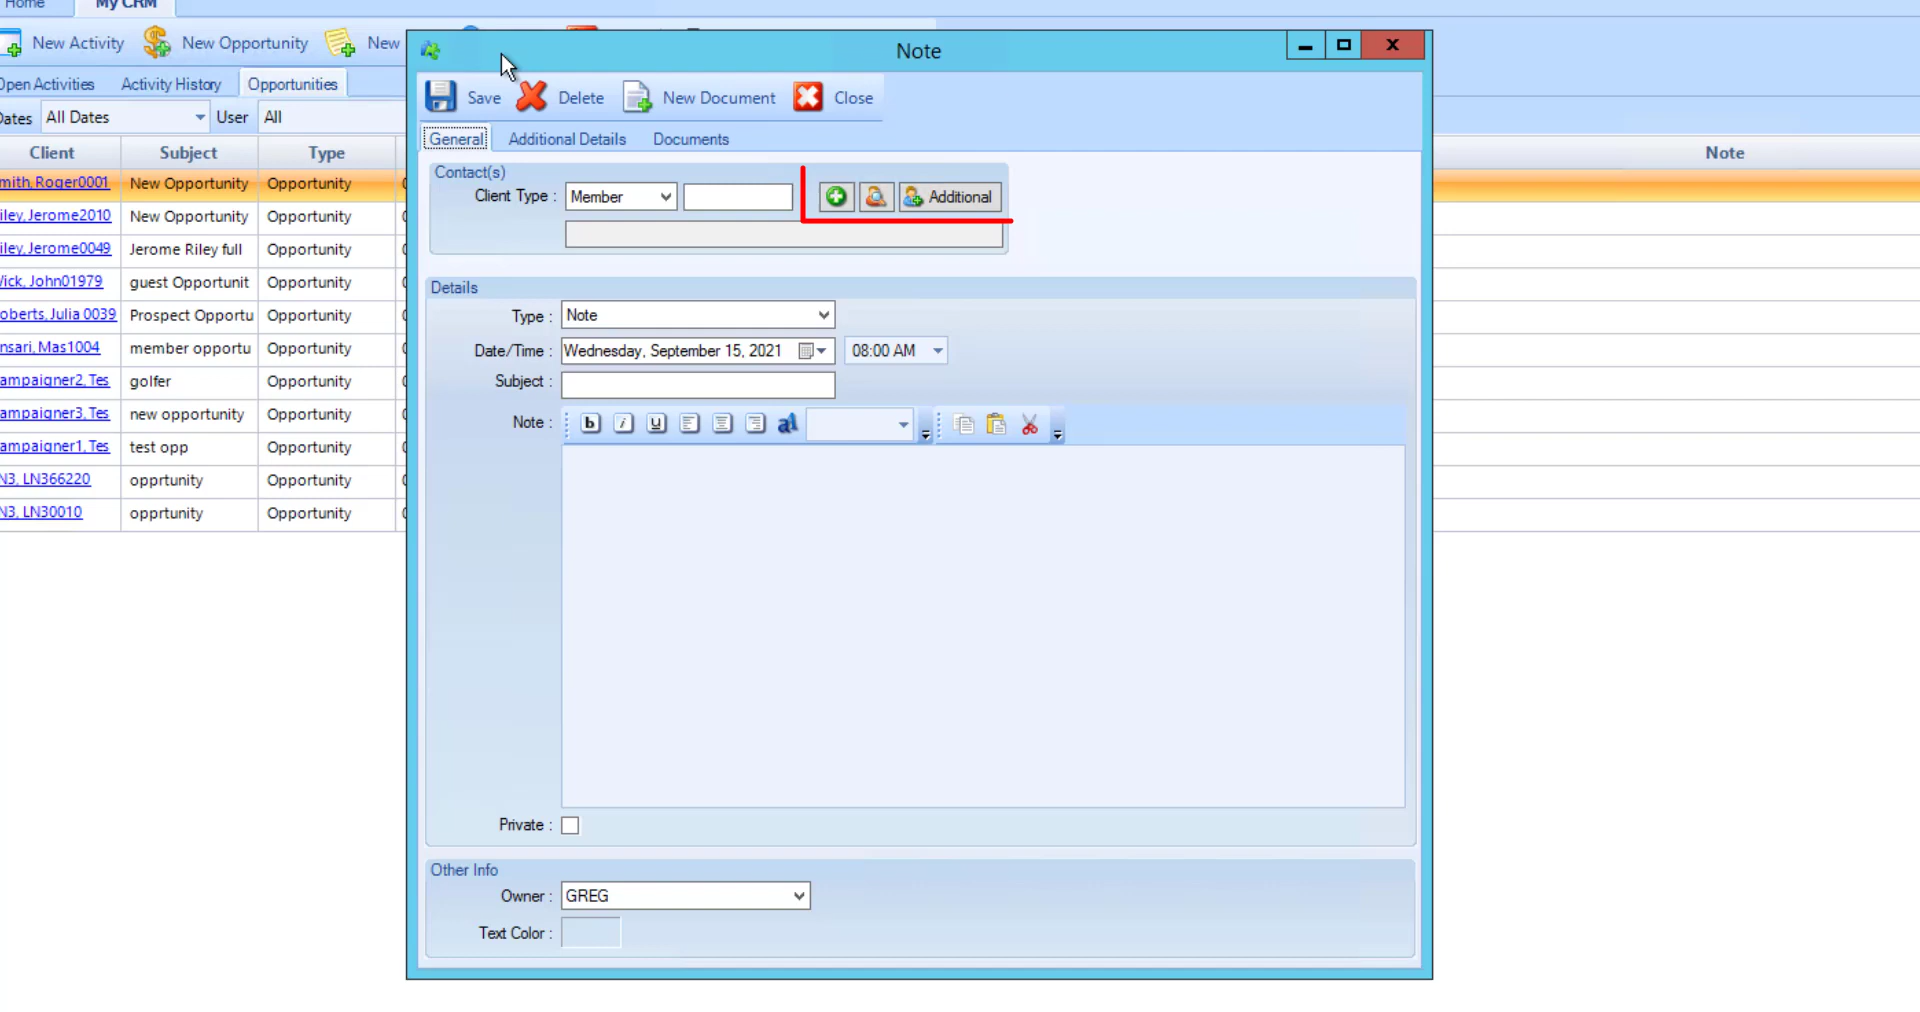 Home My CRM
New Activity New Opportunity New
Open Activities Activity History Opportunities
Dates All Dates User All
Client Subject Type Note
mith, Roger0001 New Opportunity Opportunity
iley, Jerome2010 New Opportunity Opportunity
iley, Jerome0049 Jerome Riley full Opportunity
Wick, John01979 guest Opportunit Opportunity
oberts, Julia 0039 Prospect Opportu Opportunity
nsari, Mas1004 member opportu Opportunity
ampaigner2, Tes golfer Opportunity
ampaigner3, Tes new opportunity Opportunity
ampaigner1, Tes test opp Opportunity
N3, LN366220 opprtunity Opportunity
N3, LN30010 opprtunity Opportunity
Note
Save Delete New Document Close
General Additional Details Documents
Contact(s)
Client Type : Member Additional
Details
Type : Note
Date/Time : Wednesday, September 15, 2021 08:00 AM
Subject :
Note : b i U a
Private :
Other Info
Owner : GREG
Text Color :